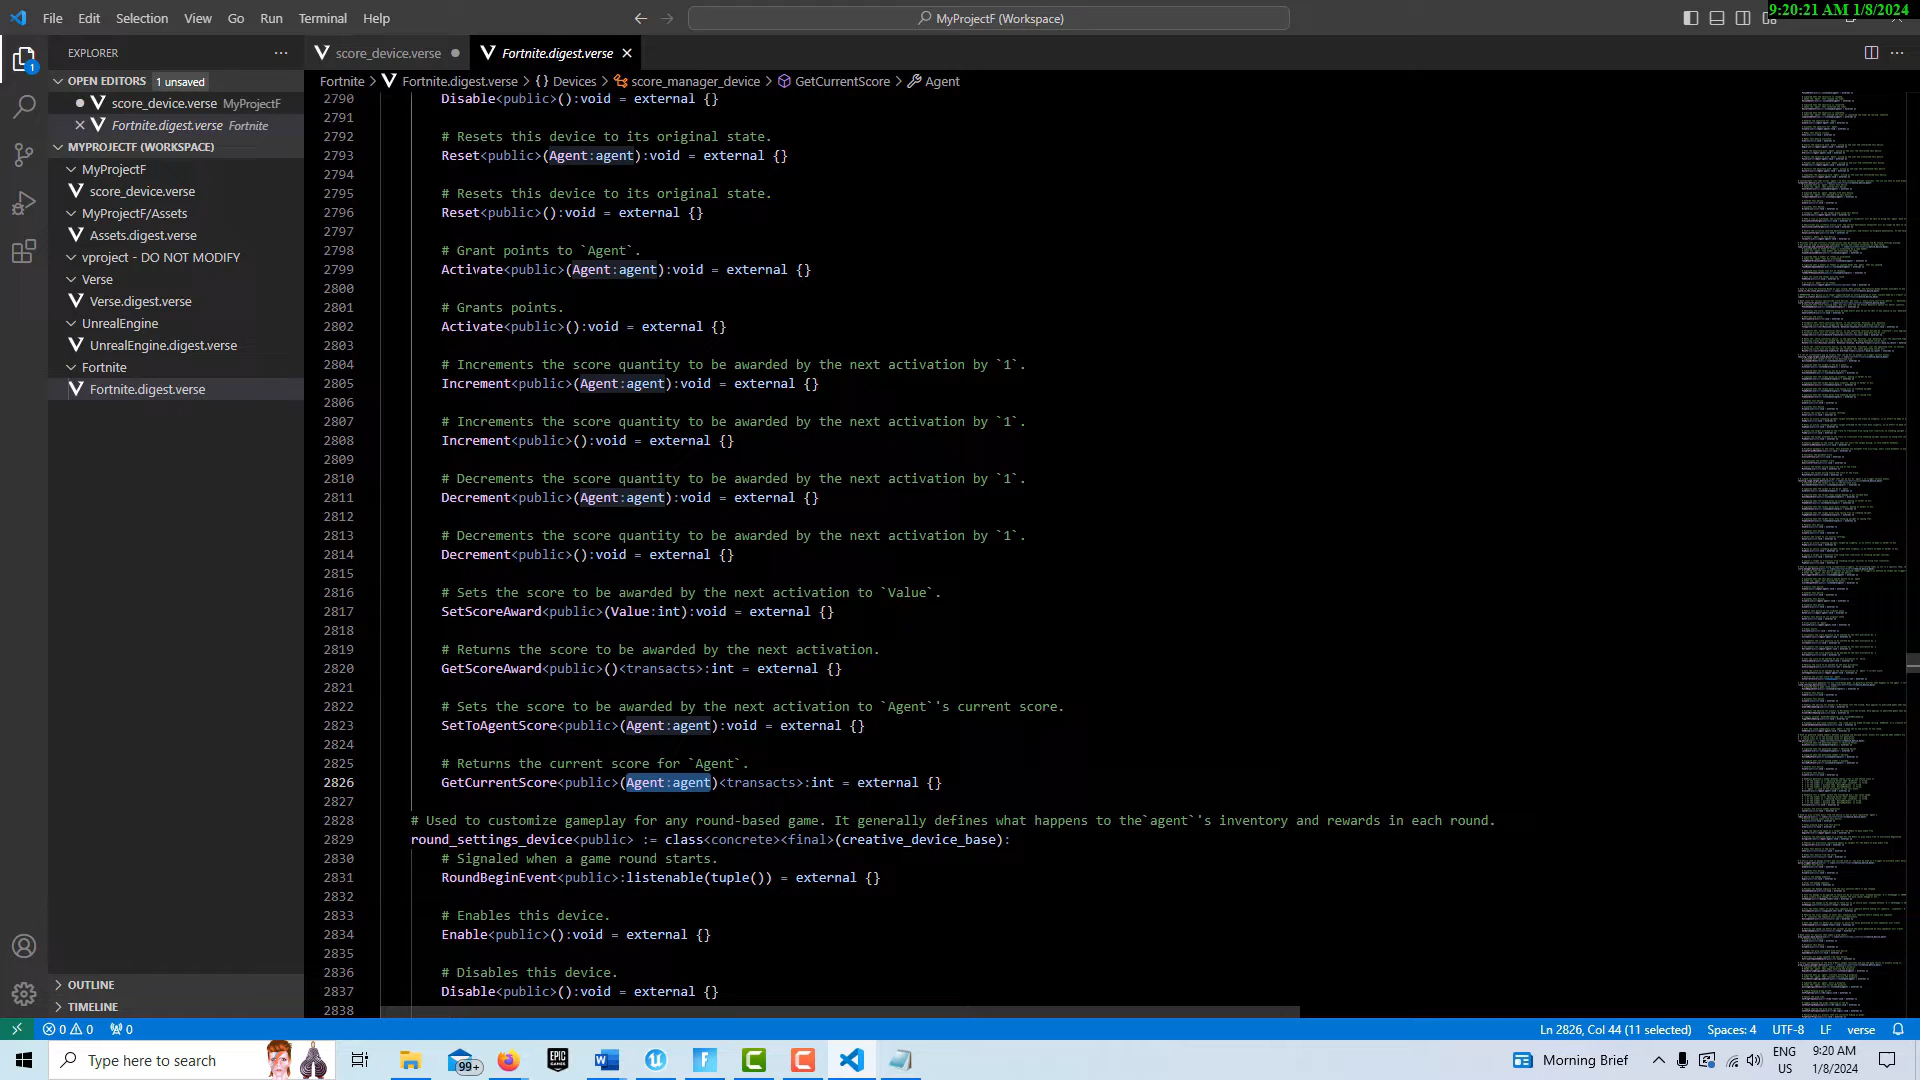 9:20:21 AM 1/8/2024
File Edit Selection View Go Run Terminal Help
MyProjectF (Workspace)
EXPLORER
score_device.verse
Fortnite.digest.verse
Fortnite > Fortnite.digest.verse > {} Devices > score_manager_device > GetCurrentScore > Agent
OPEN EDITORS 1 unsaved
score_device.verse MyProjectF
Fortnite.digest.verse Fortnite
MYPROJECTF (WORKSPACE)
MyProjectF
score_device.verse
MyProjectF/Assets
Assets.digest.verse
vproject - DO NOT MODIFY
Verse
Verse.digest.verse
UnrealEngine
UnrealEngine.digest.verse
Fortnite
Fortnite.digest.verse
OUTLINE
TIMELINE
2790 Disable<public>():void = external {}
2791
2792 # Resets this device to its original state.
2793 Reset<public>(Agent:agent):void = external {}
2794
2795 # Resets this device to its original state.
2796 Reset<public>():void = external {}
2797
2798 # Grant points to `Agent`.
2799 Activate<public>(Agent:agent):void = external {}
2800
2801 # Grants points.
2802 Activate<public>():void = external {}
2803
2804 # Increments the score quantity to be awarded by the next activation by `1`.
2805 Increment<public>(Agent:agent):void = external {}
2806
2807 # Increments the score quantity to be awarded by the next activation by `1`.
2808 Increment<public>():void = external {}
2809
2810 # Decrements the score quantity to be awarded by the next activation by `1`.
2811 Decrement<public>(Agent:agent):void = external {}
2812
2813 # Decrements the score quantity to be awarded by the next activation by `1`.
2814 Decrement<public>():void = external {}
2815
2816 # Sets the score to be awarded by the next activation to `Value`.
2817 SetScoreAward<public>(Value:int):void = external {}
2818
2819 # Returns the score to be awarded by the next activation.
2820 GetScoreAward<public>()<transacts>:int = external {}
2821
2822 # Sets the score to be awarded by the next activation to `Agent`'s current score.
2823 SetToAgentScore<public>(Agent:agent):void = external {}
2824
2825 # Returns the current score for `Agent`.
2826 GetCurrentScore<public>(Agent:agent)<transacts>:int = external {}
2827
2828 # Used to customize gameplay for any round-based game. It generally defines what happens to the`agent`'s inventory and rewards in each round.
2829 round_settings_device<public> := class<concrete><final>(creative_device_base):
2830 # Signaled when a game round starts.
2831 RoundBeginEvent<public>:listenable(tuple()) = external {}
2832
2833 # Enables this device.
2834 Enable<public>():void = external {}
2835
2836 # Disables this device.
2837 Disable<public>():void = external {}
2838
0 0 0 Ln 2826, Col 44 (11 selected) Spaces: 4 UTF-8 LF verse
Type here to search 99+ EPIC GAMES Morning Brief ENG US 9:20 AM 1/8/2024